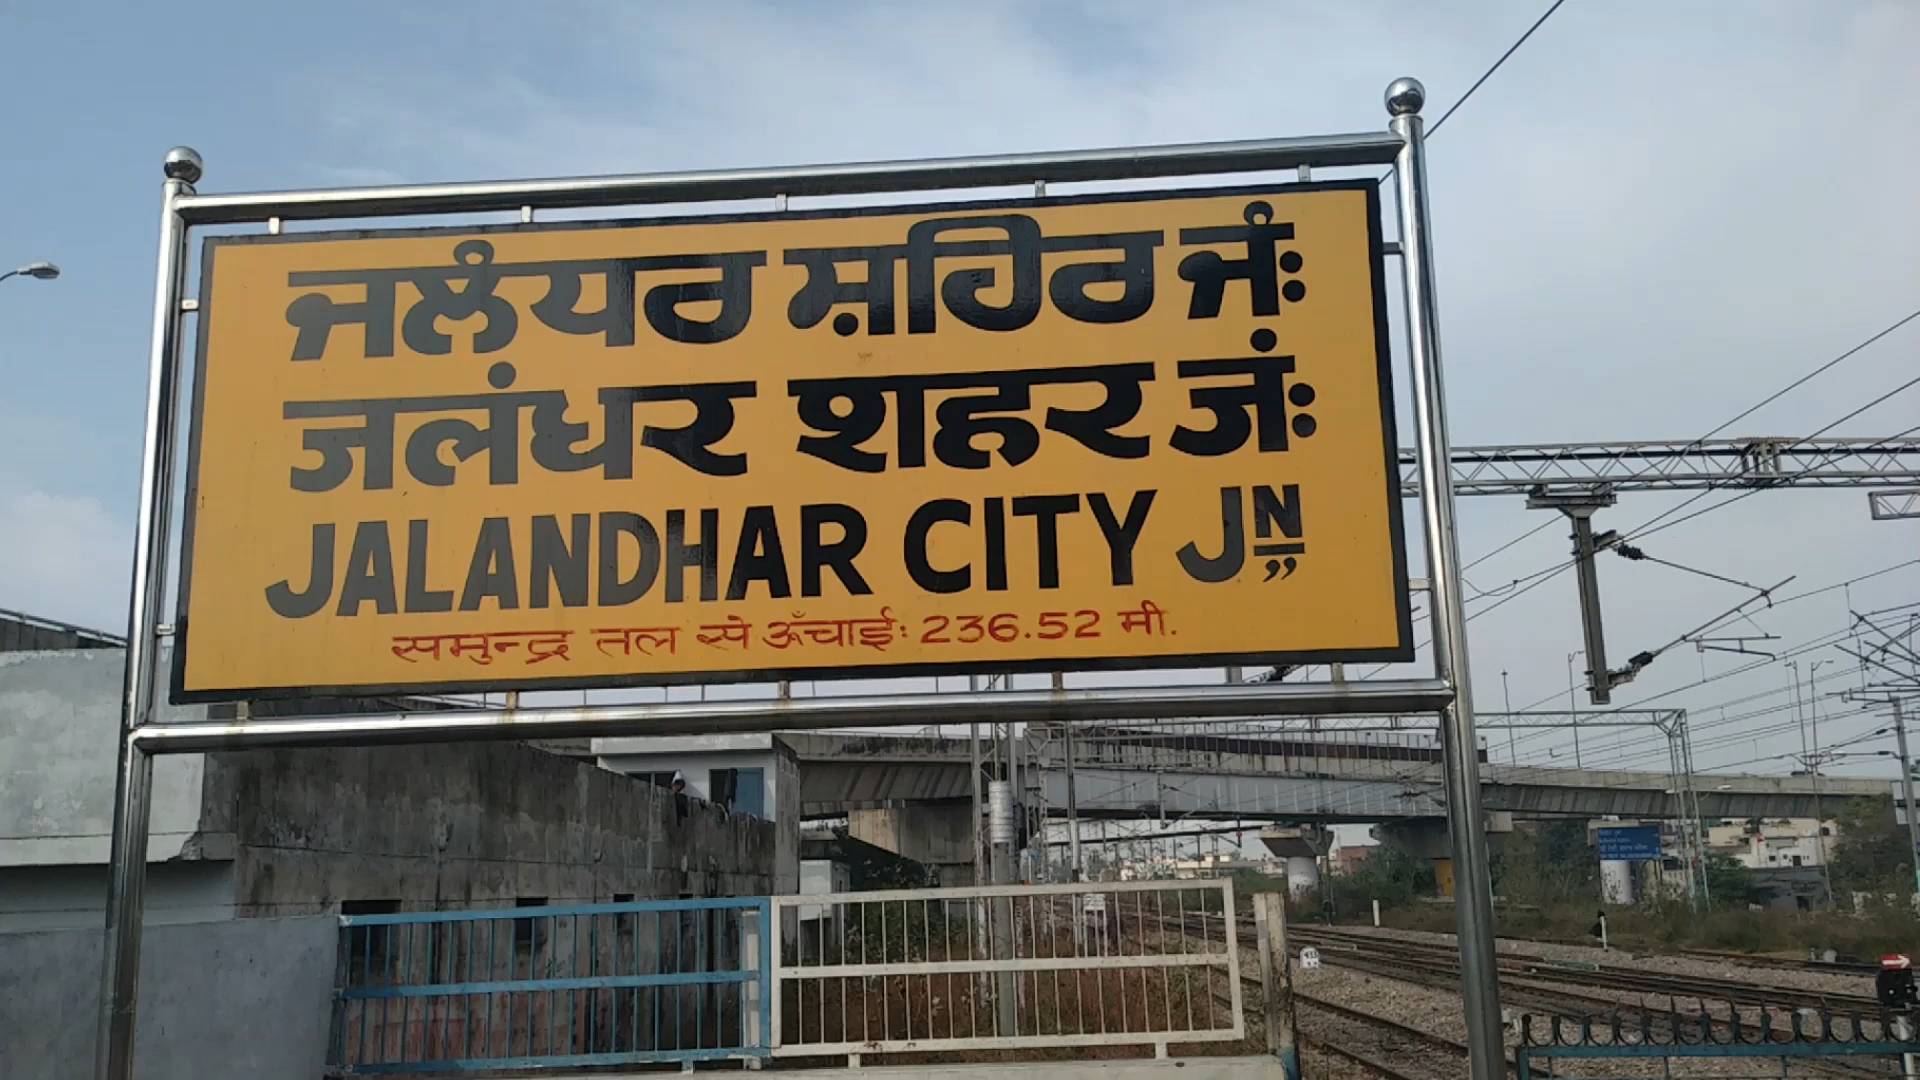 ਜਲੰਧਰ ਸ਼ਹਿਰ ਜੰ:
जलंधर शहर जं:
JALANDHAR CITY JN"
समुन्द्र तल से ऊँचाई: 236.52 मी.